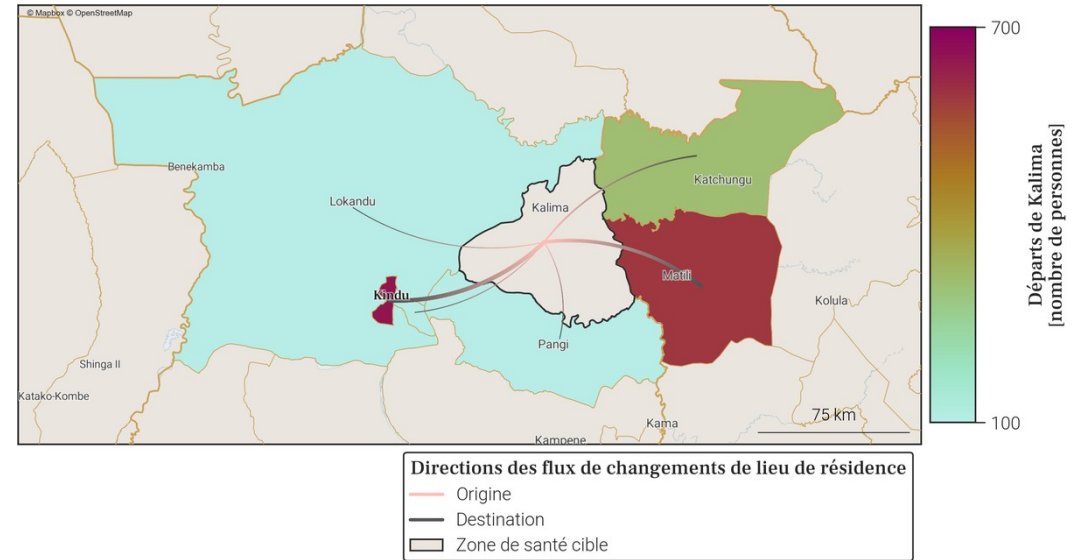 © Mapbox © OpenStreetMap
Benekamba
Lokandu
Kalima
Katchungu
Kindu
Matili
Kolula
Pangi
Shinga II
Katako-Kombe
Kama
Kampene
75 km
700
100
Départs de Kalima
[nombre de personnes]
Directions des flux de changements de lieu de résidence
Origine
Destination
Zone de santé cible